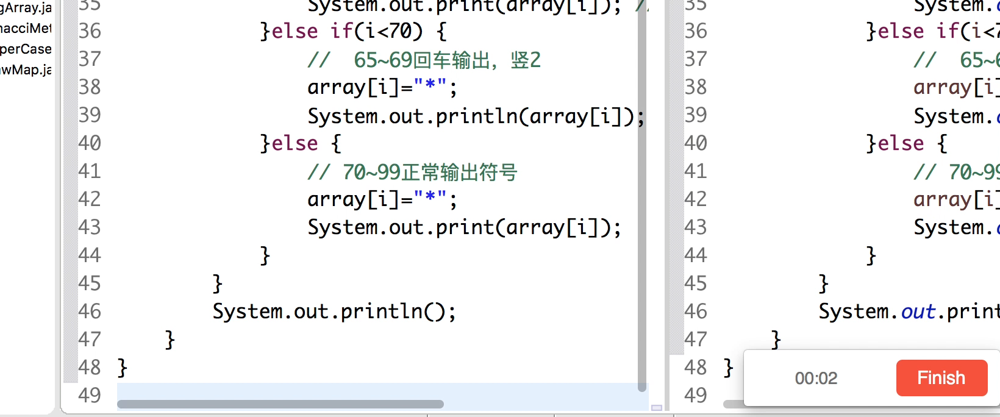 gArray.ja
nacciMet
perCase
wMap.ja
35 System.out.print(array[i]); //
36 }else if(i<70) {
37 //  65~69回车输出，竖2
38 array[i]="*";
39 System.out.println(array[i]);
40 }else {
41 // 70~99正常输出符号
42 array[i]="*";
43 System.out.print(array[i]);
44 }
45 }
46 System.out.println();
47 }
48 }
49
35 System.o
36 }else if(i<7
37 //  65~6
38 array[i]
39 System.o
40 }else {
41 // 70~99
42 array[i]
43 System.o
44 }
45 }
46 System.out.print
47 }
48 }
49
00:02
Finish